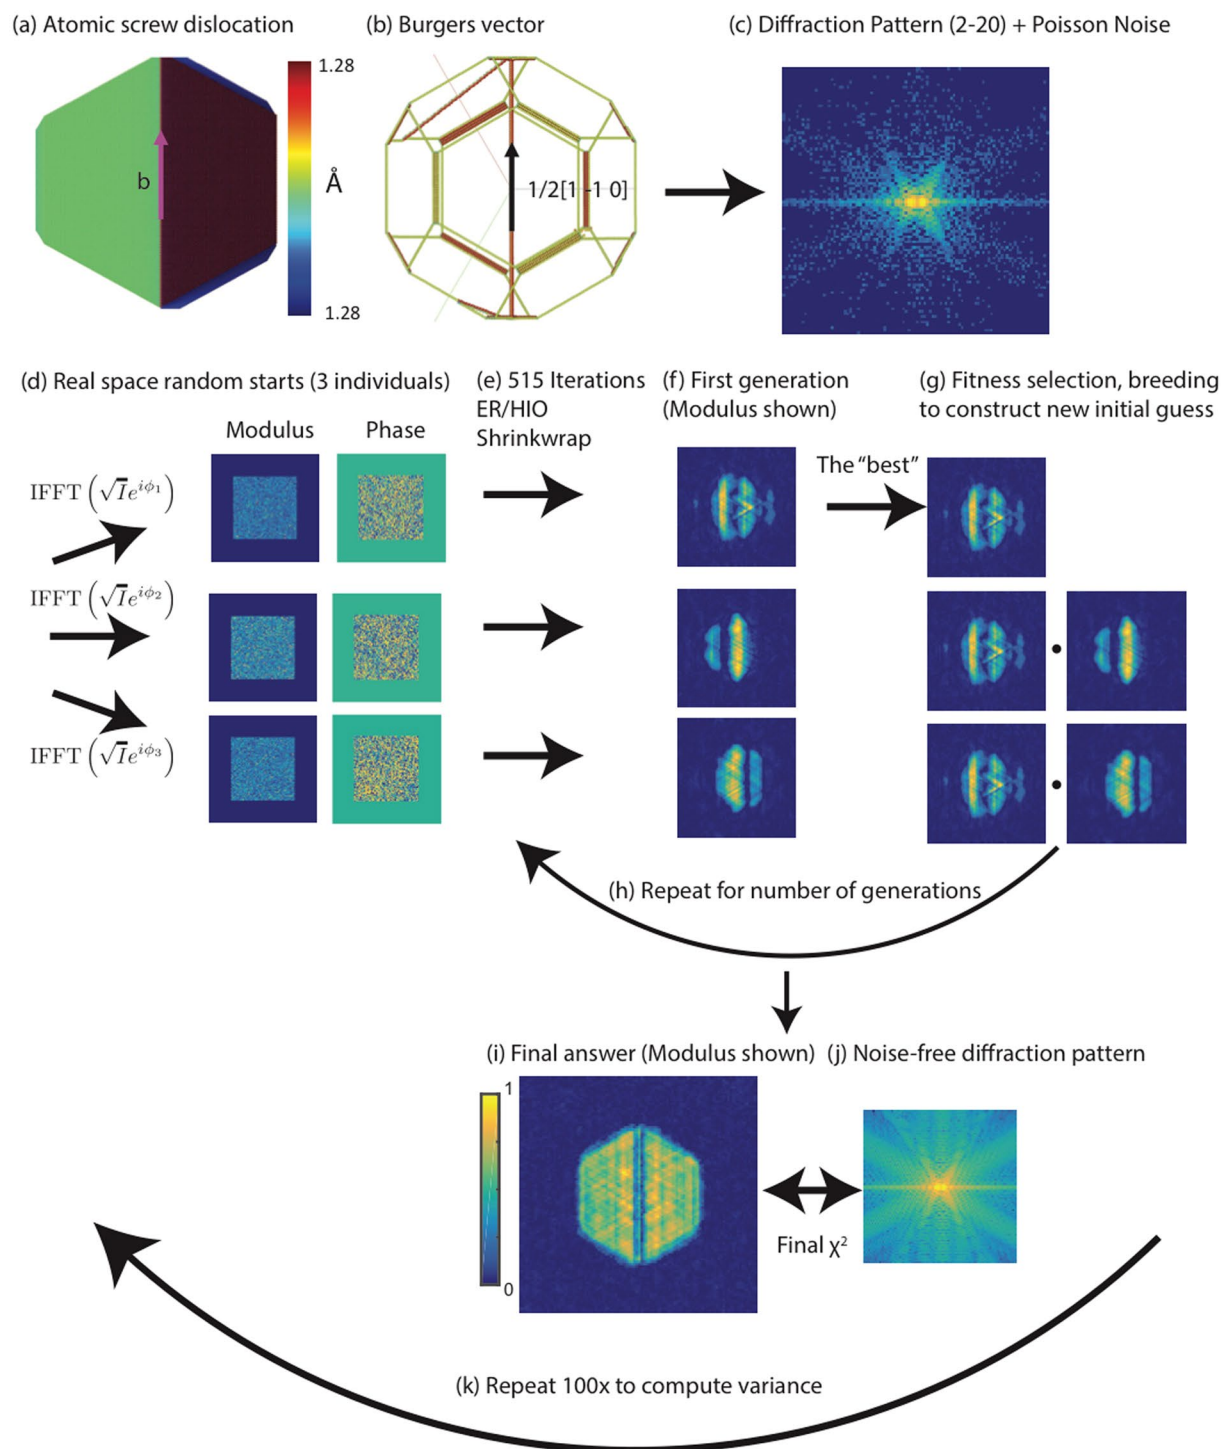 (a) Atomic screw dislocation
(b) Burgers vector
(c) Diffraction Pattern (2-20) + Poisson Noise
1.28
b
Å
1.28
1/2[1 -1 0]
(d) Real space random starts (3 individuals)
(e) 515 Iterations
ER/HIO
Shrinkwrap
(f) First generation
(Modulus shown)
(g) Fitness selection, breeding
to construct new initial guess
Modulus
Phase
The “best”
IFFT (√I e^{iϕ₁})
IFFT (√I e^{iϕ₂})
IFFT (√I e^{iϕ₃})
(h) Repeat for number of generations
(i) Final answer (Modulus shown)
(j) Noise-free diffraction pattern
1
0
Final χ²
(k) Repeat 100x to compute variance